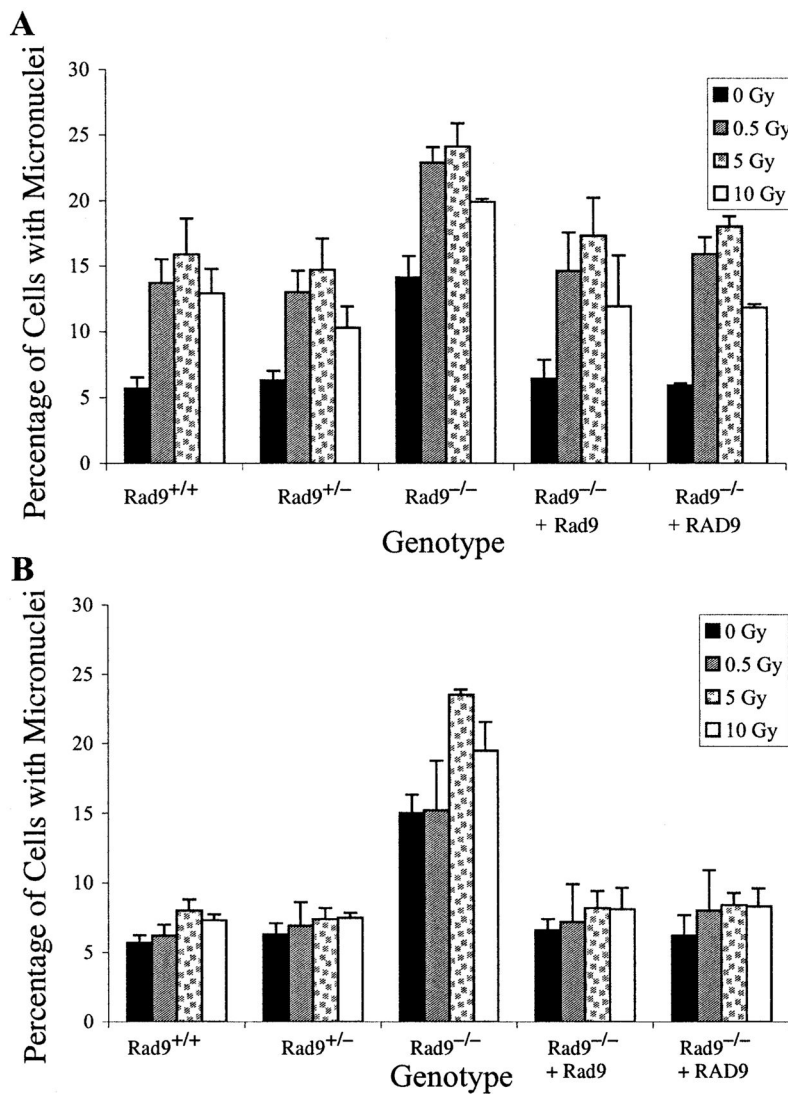 A
Percentage of Cells with Micronuclei
30
25
20
15
10
5
0
0 Gy
0.5 Gy
5 Gy
10 Gy
Rad9+/+
Rad9+/−
Rad9−/−
Rad9−/−
+ Rad9
Rad9−/−
+ RAD9
Genotype
B
Percentage of Cells with Micronuclei
30
25
20
15
10
5
0
0 Gy
0.5 Gy
5 Gy
10 Gy
Rad9+/+
Rad9+/−
Rad9−/−
Rad9−/−
+ Rad9
Rad9−/−
+ RAD9
Genotype